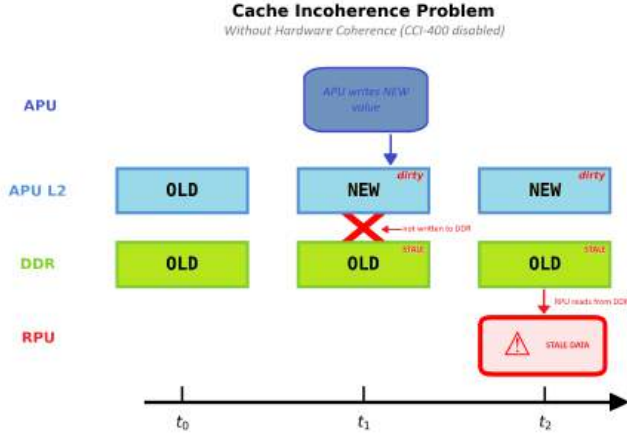 Cache Incoherence Problem
Without Hardware Coherence (CCI-400 disabled)
APU
APU writes NEW
value
APU L2
OLD
NEW
dirty
NEW
dirty
not written to DDR
DDR
OLD
OLD
STALE
OLD
STALE
RPU reads from DDR
RPU
⚠ STALE DATA
t0
t1
t2